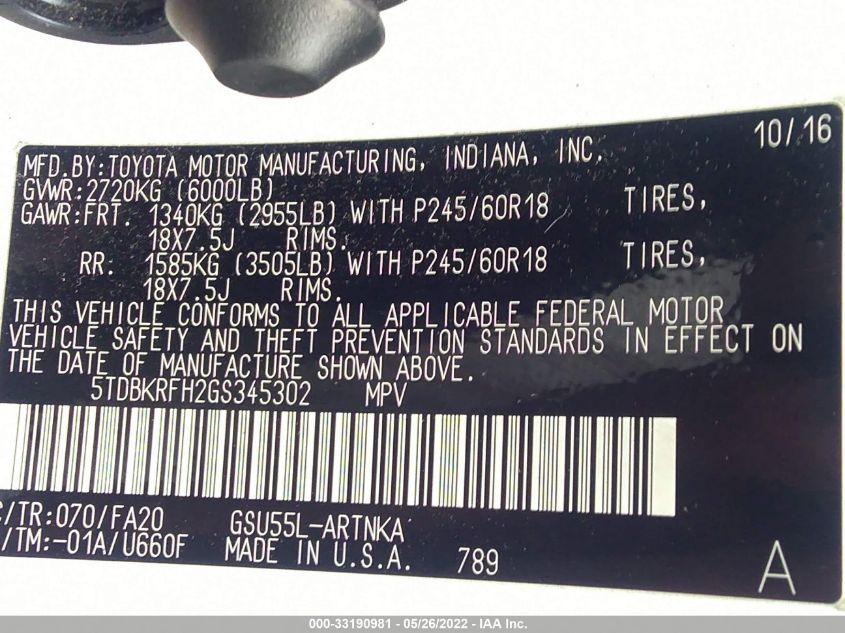 10/16
MFD.BY:TOYOTA MOTOR MANUFACTURING, INDIANA, INC.
GVWR:2720KG (6000LB)
GAWR:FRT. 1340KG (2955LB) WITH P245/60R18 TIRES,
18X7.5J RIMS.
RR. 1585KG (3505LB) WITH P245/60R18 TIRES,
18X7.5J RIMS.
THIS VEHICLE CONFORMS TO ALL APPLICABLE FEDERAL MOTOR
VEHICLE SAFETY AND THEFT PREVENTION STANDARDS IN EFFECT ON
THE DATE OF MANUFACTURE SHOWN ABOVE.
5TDBKRFH2GS345302 MPV
C/TR:070/FA20 GSU55L-ARTNKA
/TM:-01A/U660F MADE IN U.S.A. 789
A
000-33190981 - 05/26/2022 - IAA Inc.